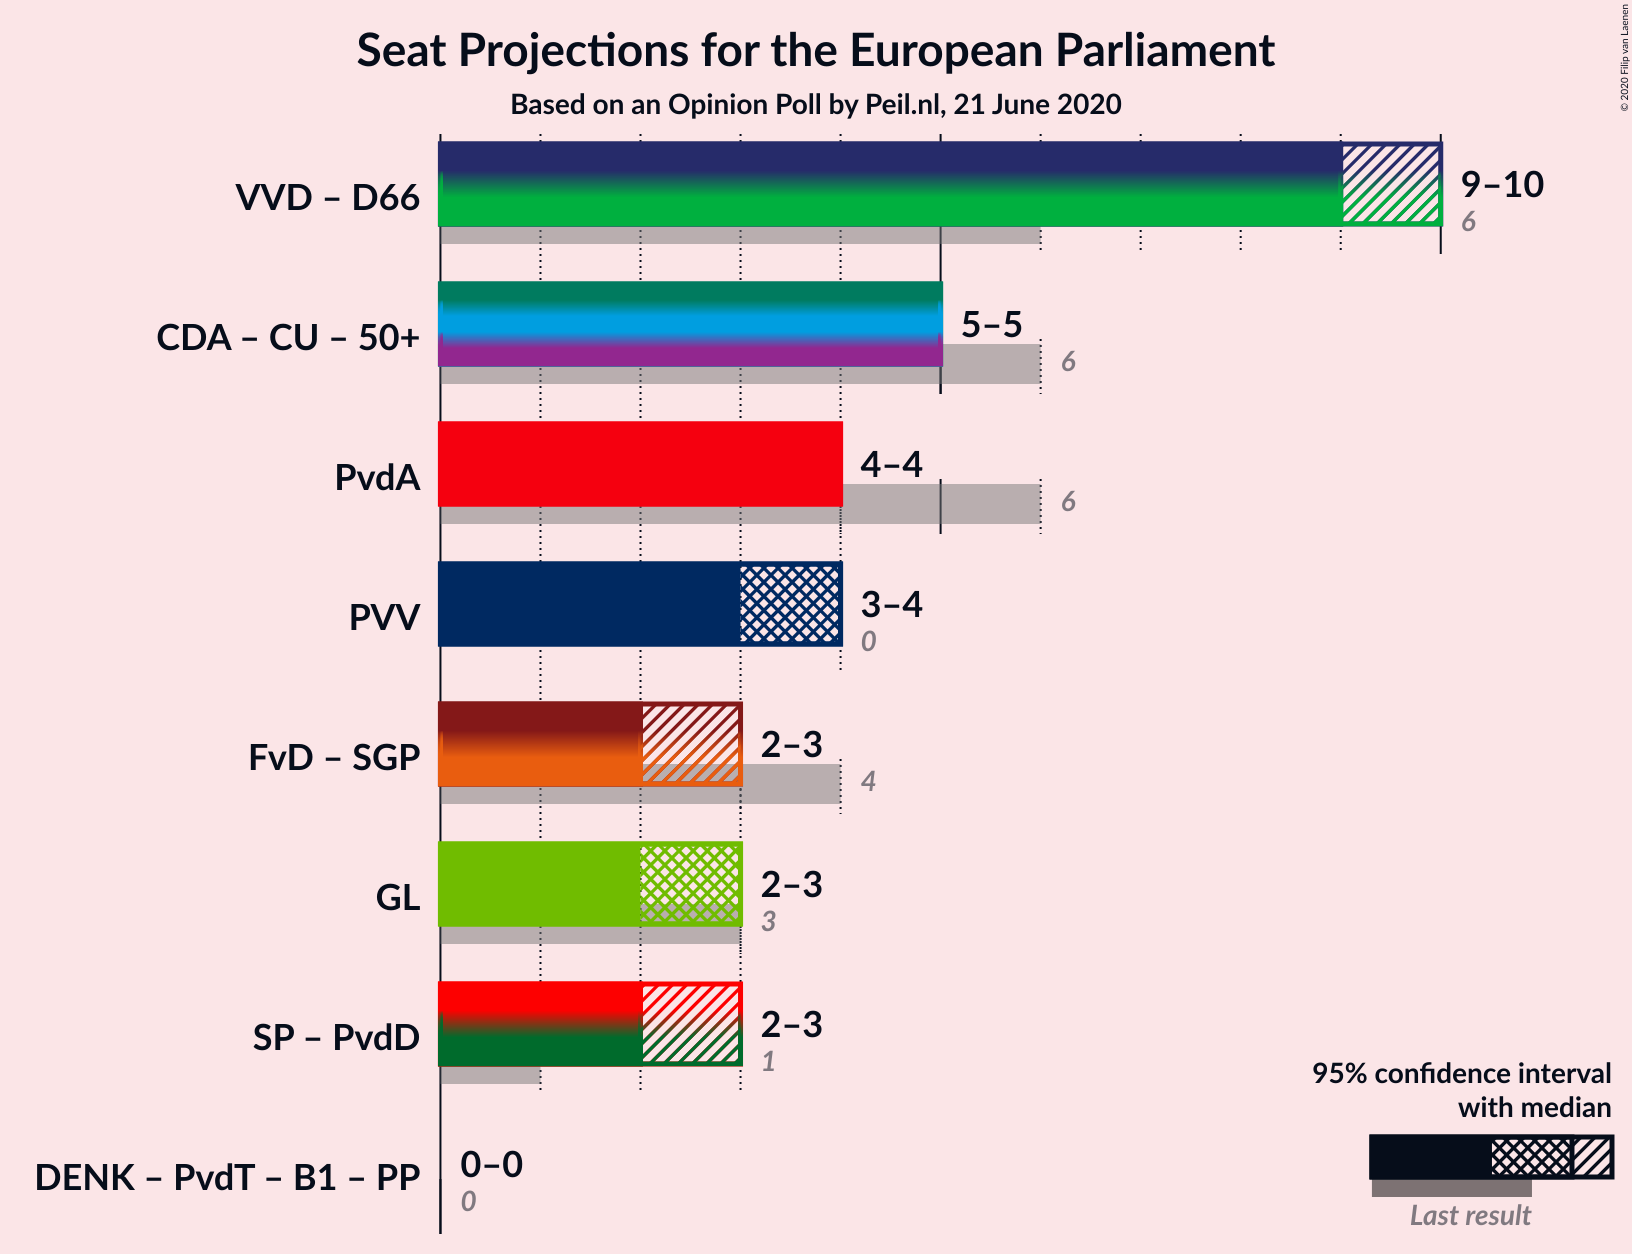 Seat Projections for the European Parliament
Based on an Opinion Poll by Peil.nl, 21 June 2020
© 2020 Filip van Laenen
VVD – D66
9–10
6
CDA – CU – 50+
5–5
6
PvdA
4–4
6
PVV
3–4
0
FvD – SGP
2–3
4
GL
2–3
3
SP – PvdD
2–3
1
DENK – PvdT – B1 – PP
0–0
0
95% confidence interval
with median
Last result